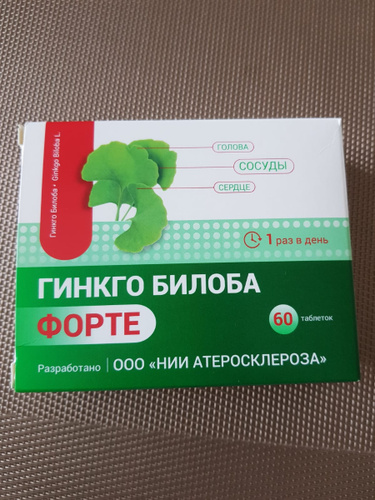 Гинкго Билоба • Ginkgo Biloba L.
ГОЛОВА
СОСУДЫ
СЕРДЦЕ
1 раз в день
ГИНКГО БИЛОБА
ФОРТЕ
60 таблеток
Разработано | ООО «НИИ АТЕРОСКЛЕРОЗА»